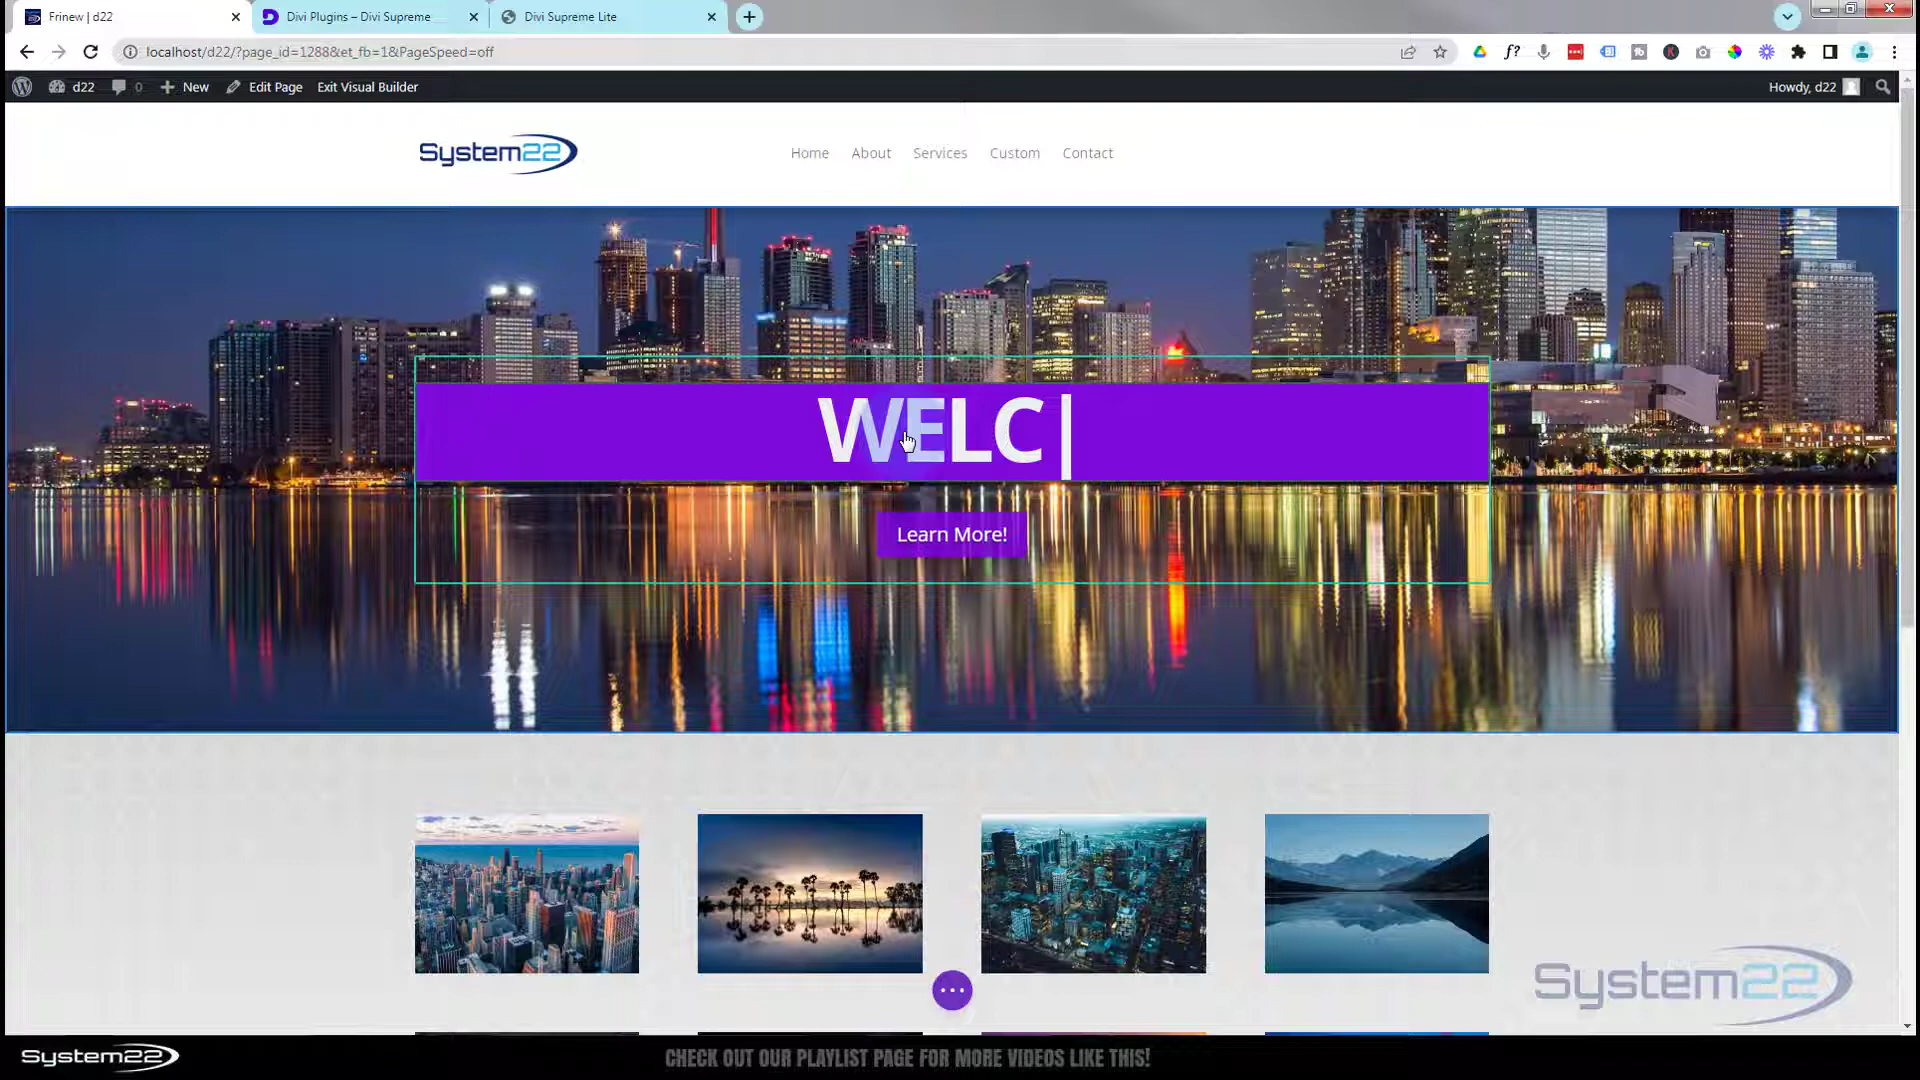 Frinew | d22
Divi Plugins – Divi Supreme
Divi Supreme Lite
localhost/d22/?page_id=1288&et_fb=1&PageSpeed=off
d22
0
New
Edit Page
Exit Visual Builder
Howdy, d22
System22
Home
About
Services
Custom
Contact
WELC
Learn More!
System22
System22
CHECK OUT OUR PLAYLIST PAGE FOR MORE VIDEOS LIKE THIS!